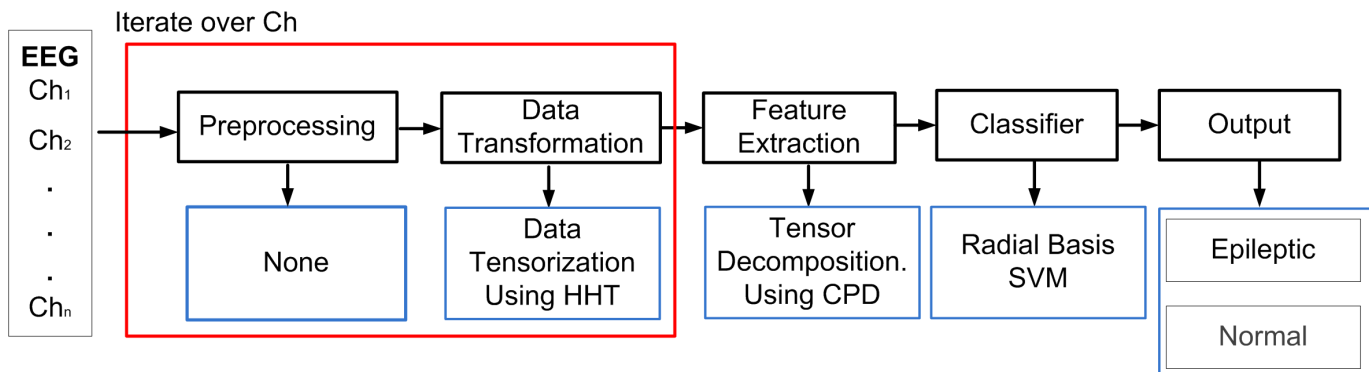 Iterate over Ch
EEG
Ch₁
Ch₂
.
.
.
Chₙ
Preprocessing
Data
Transformation
Feature
Extraction
Classifier
Output
None
Data
Tensorization
Using HHT
Tensor
Decomposition.
Using CPD
Radial Basis
SVM
Epileptic
Normal